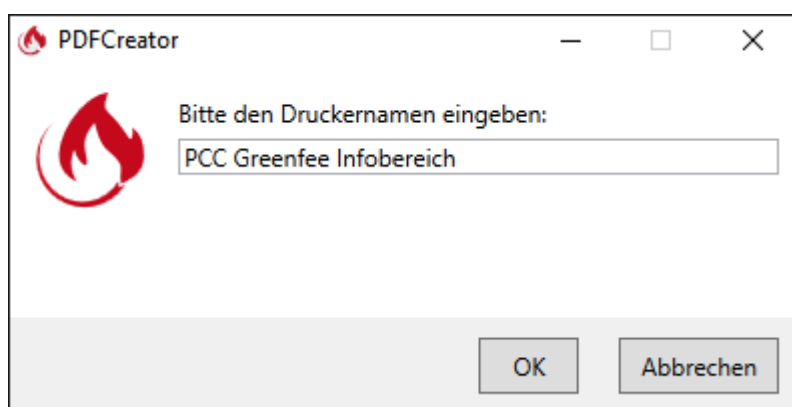 PDFCreator
Bitte den Druckernamen eingeben:
PCC Greenfee Infobereich
OK Abbrechen